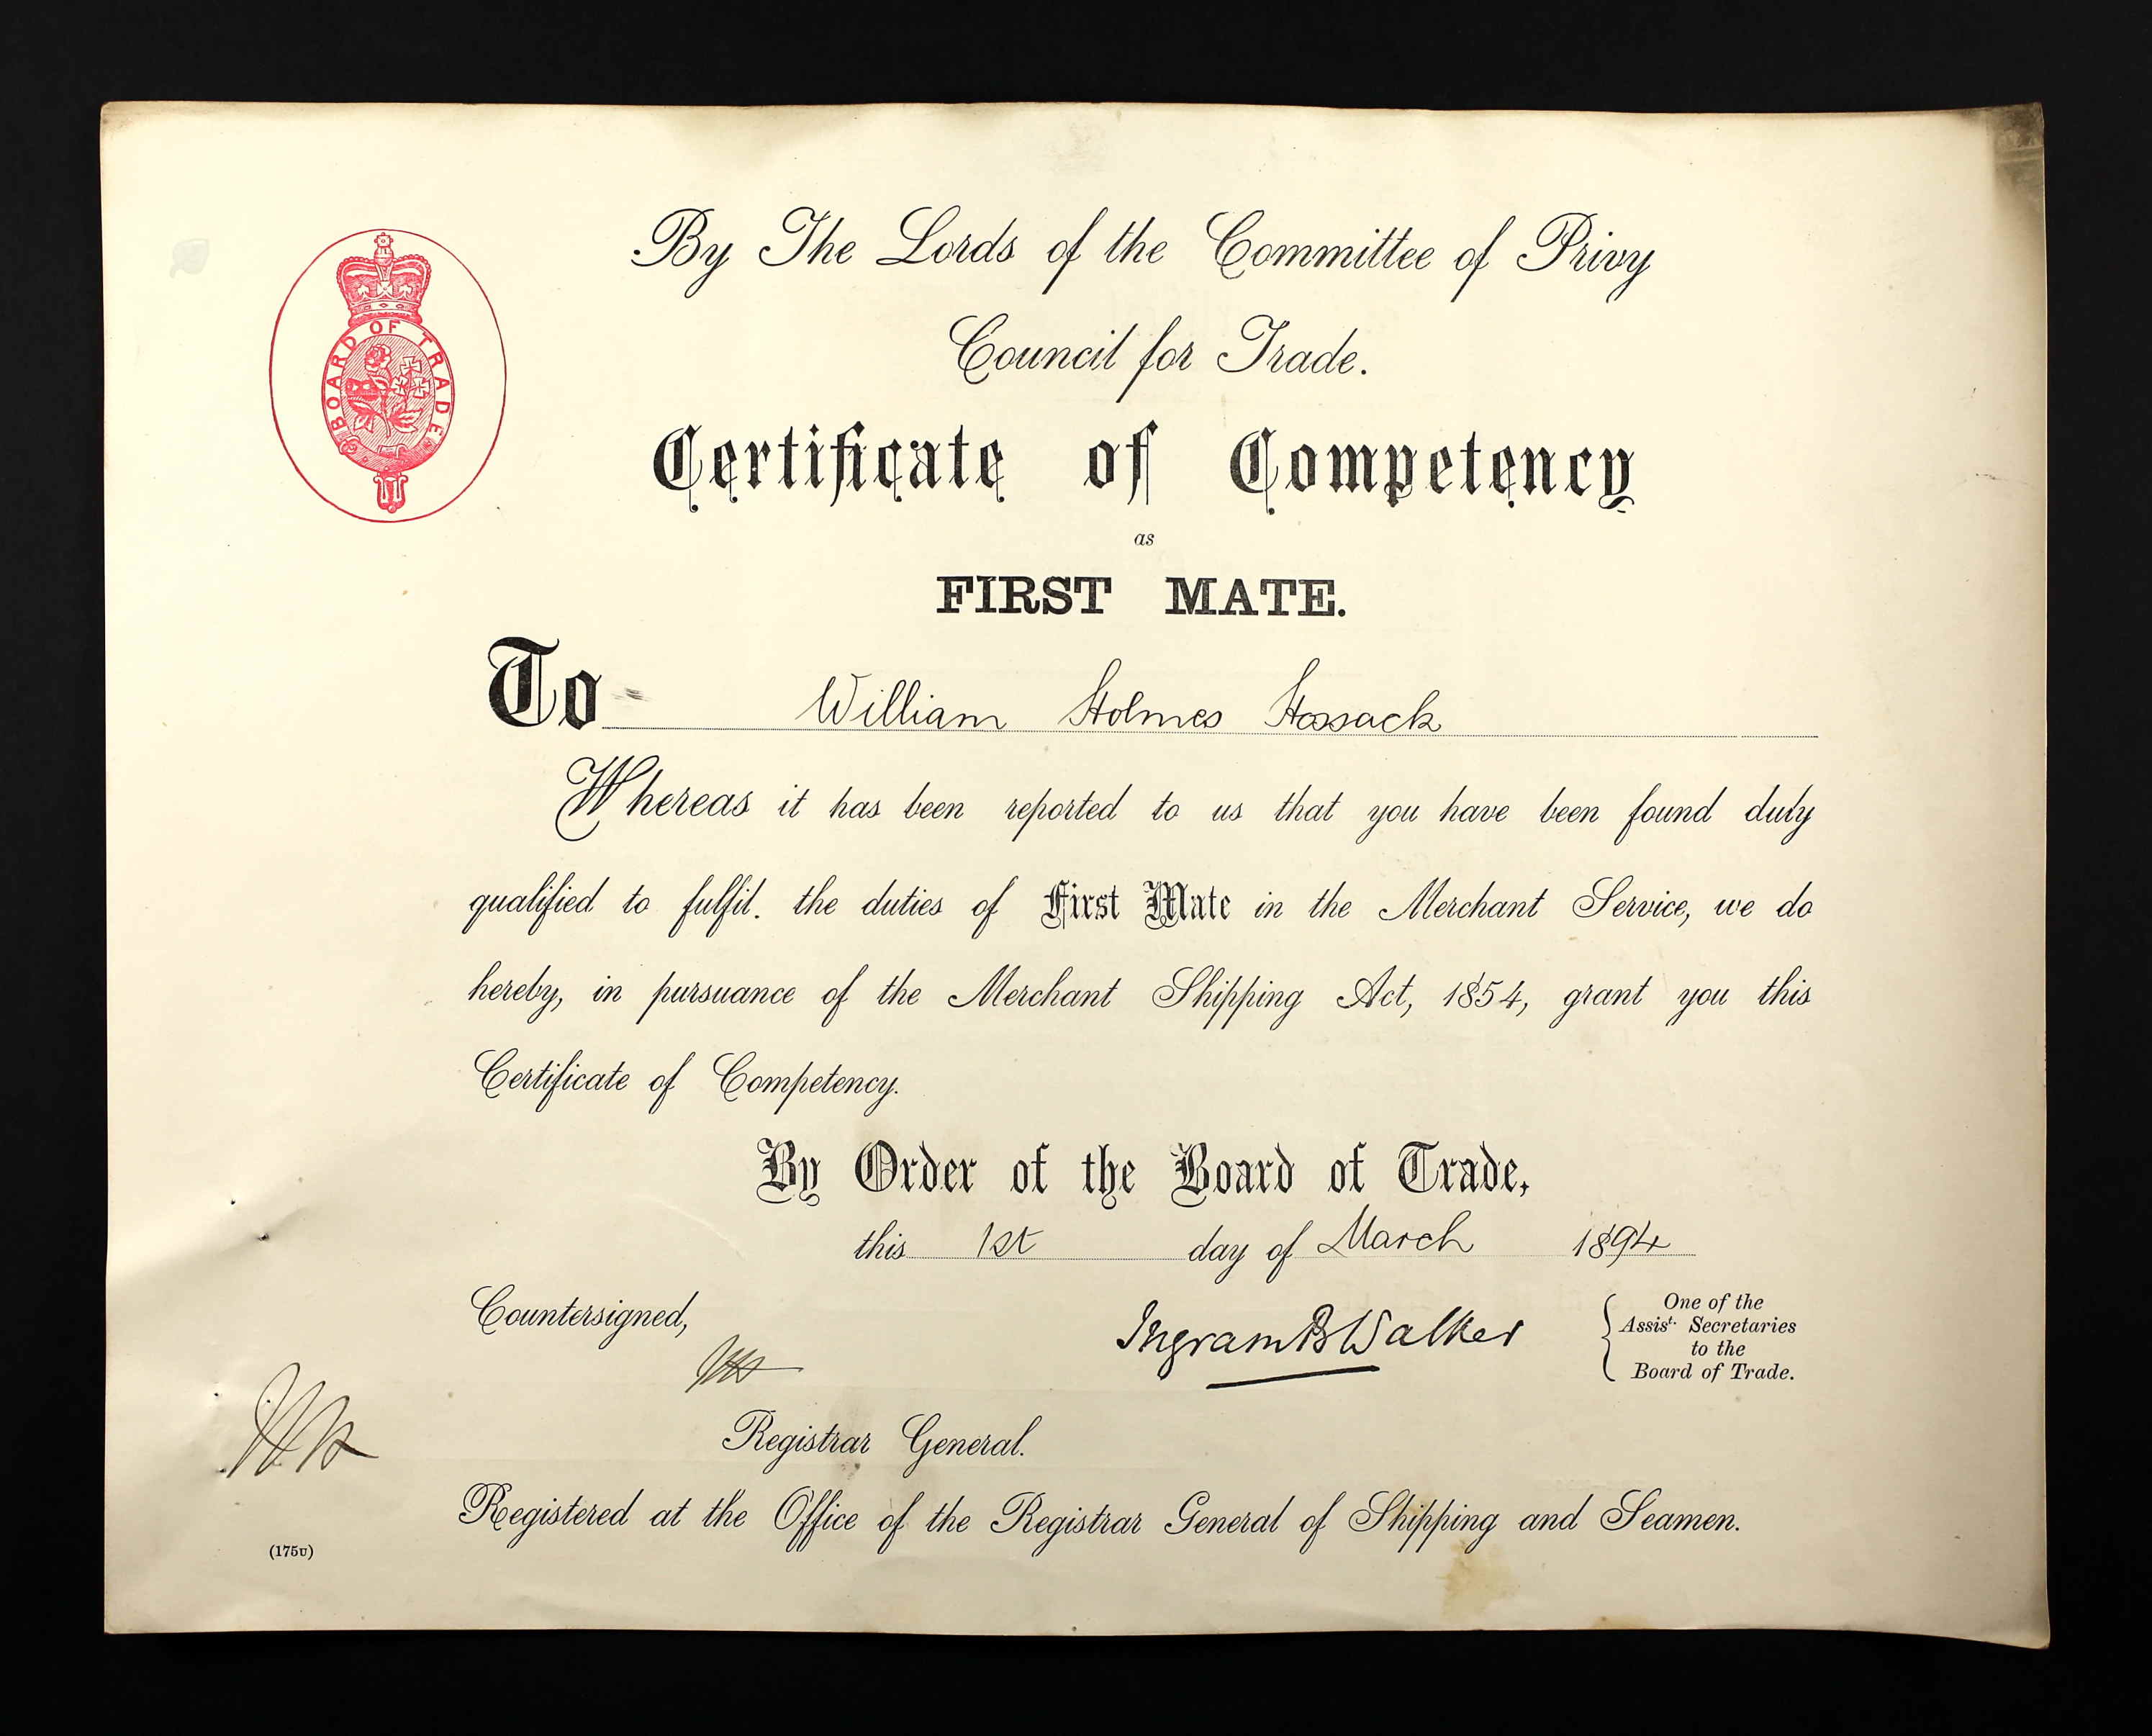 BOARD OF TRADE
By The Lords of the Committee of Privy
Council for Trade.
Certificate of Competency
as
FIRST MATE.
To William Holmes Hossack
Whereas it has been reported to us that you have been found duly
qualified to fulfil. the duties of First Mate in the Merchant Service, we do
hereby, in pursuance of the Merchant Shipping Act, 1854, grant you this
Certificate of Competency.
By Order of the Board of Trade,
this 1st day of March 1894
Countersigned,
Ingram B Walker
One of the
Assist. Secretaries
to the
Board of Trade.
Registrar General.
Registered at the Office of the Registrar General of Shipping and Seamen.
(175v)